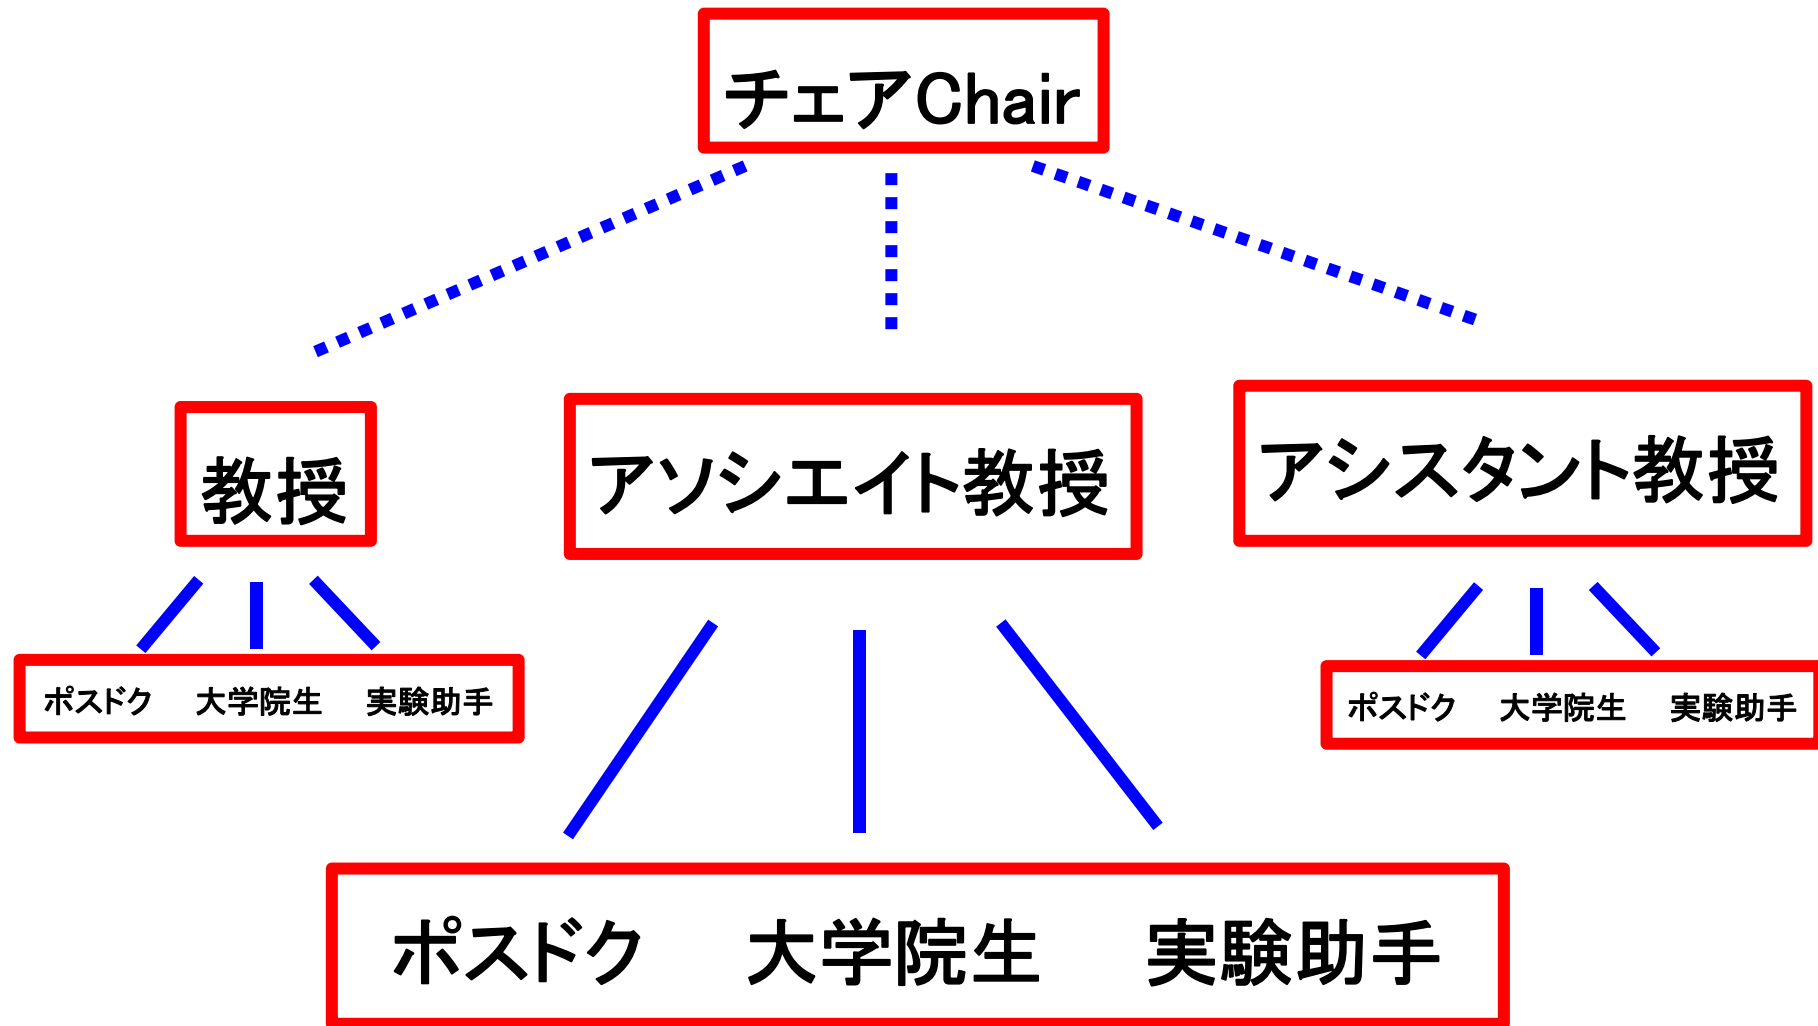 チェアChair
教授
アソシエイト教授
アシスタント教授
ポスドク 大学院生 実験助手
ポスドク 大学院生 実験助手
ポスドク 大学院生 実験助手